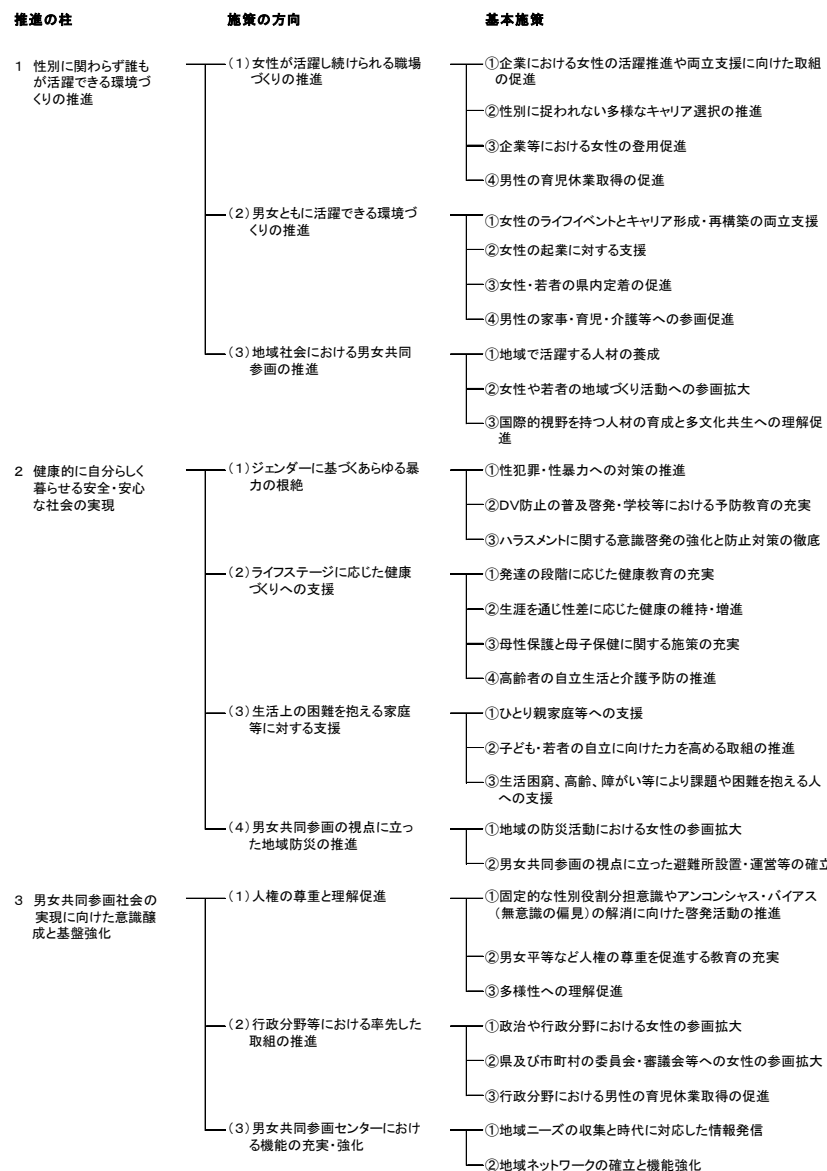 推進の柱 施策の方向 基本施策
1 性別に関わらず誰も
が活躍できる環境づ
くりの推進
(1)女性が活躍し続けられる職場
づくりの推進
①企業における女性の活躍推進や両立支援に向けた取組
の促進
②性別に捉われない多様なキャリア選択の推進
③企業等における女性の登用促進
④男性の育児休業取得の促進
(2)男女ともに活躍できる環境づ
くりの推進
①女性のライフイベントとキャリア形成・再構築の両立支援
②女性の起業に対する支援
③女性・若者の県内定着の促進
④男性の家事・育児・介護等への参画促進
(3)地域社会における男女共同
参画の推進
①地域で活躍する人材の養成
②女性や若者の地域づくり活動への参画拡大
③国際的視野を持つ人材の育成と多文化共生への理解促
進
2 健康的に自分らしく
暮らせる安全・安心
な社会の実現
(1)ジェンダーに基づくあらゆる暴
力の根絶
①性犯罪・性暴力への対策の推進
②DV防止の普及啓発・学校等における予防教育の充実
③ハラスメントに関する意識啓発の強化と防止対策の徹底
(2)ライフステージに応じた健康
づくりへの支援
①発達の段階に応じた健康教育の充実
②生涯を通じ性差に応じた健康の維持・増進
③母性保護と母子保健に関する施策の充実
④高齢者の自立生活と介護予防の推進
(3)生活上の困難を抱える家庭
等に対する支援
①ひとり親家庭等への支援
②子ども・若者の自立に向けた力を高める取組の推進
③生活困窮、高齢、障がい等により課題や困難を抱える人
への支援
(4)男女共同参画の視点に立っ
た地域防災の推進
①地域の防災活動における女性の参画拡大
②男女共同参画の視点に立った避難所設置・運営等の確立
3 男女共同参画社会の
実現に向けた意識醸
成と基盤強化
(1)人権の尊重と理解促進
①固定的な性別役割分担意識やアンコンシャス・バイアス
(無意識の偏見)の解消に向けた啓発活動の推進
②男女平等など人権の尊重を促進する教育の充実
③多様性への理解促進
(2)行政分野等における率先した
取組の推進
①政治や行政分野における女性の参画拡大
②県及び市町村の委員会・審議会等への女性の参画拡大
③行政分野における男性の育児休業取得の促進
(3)男女共同参画センターにおけ
る機能の充実・強化
①地域ニーズの収集と時代に対応した情報発信
②地域ネットワークの確立と機能強化